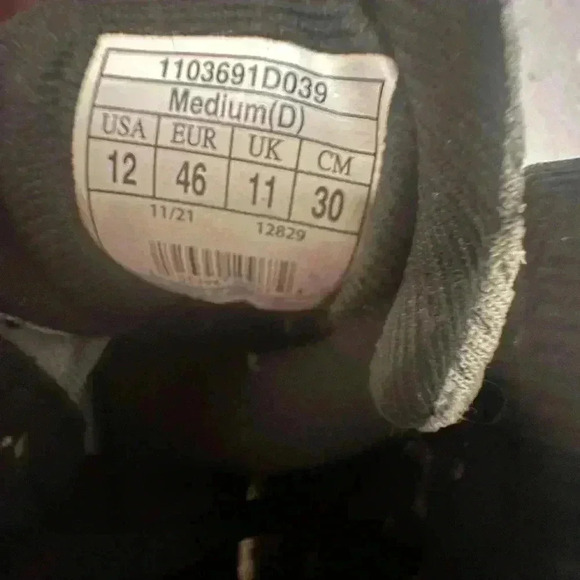 1103691D039
Medium(D)
USA EUR UK CM
12 46 11 30
11/21 12829